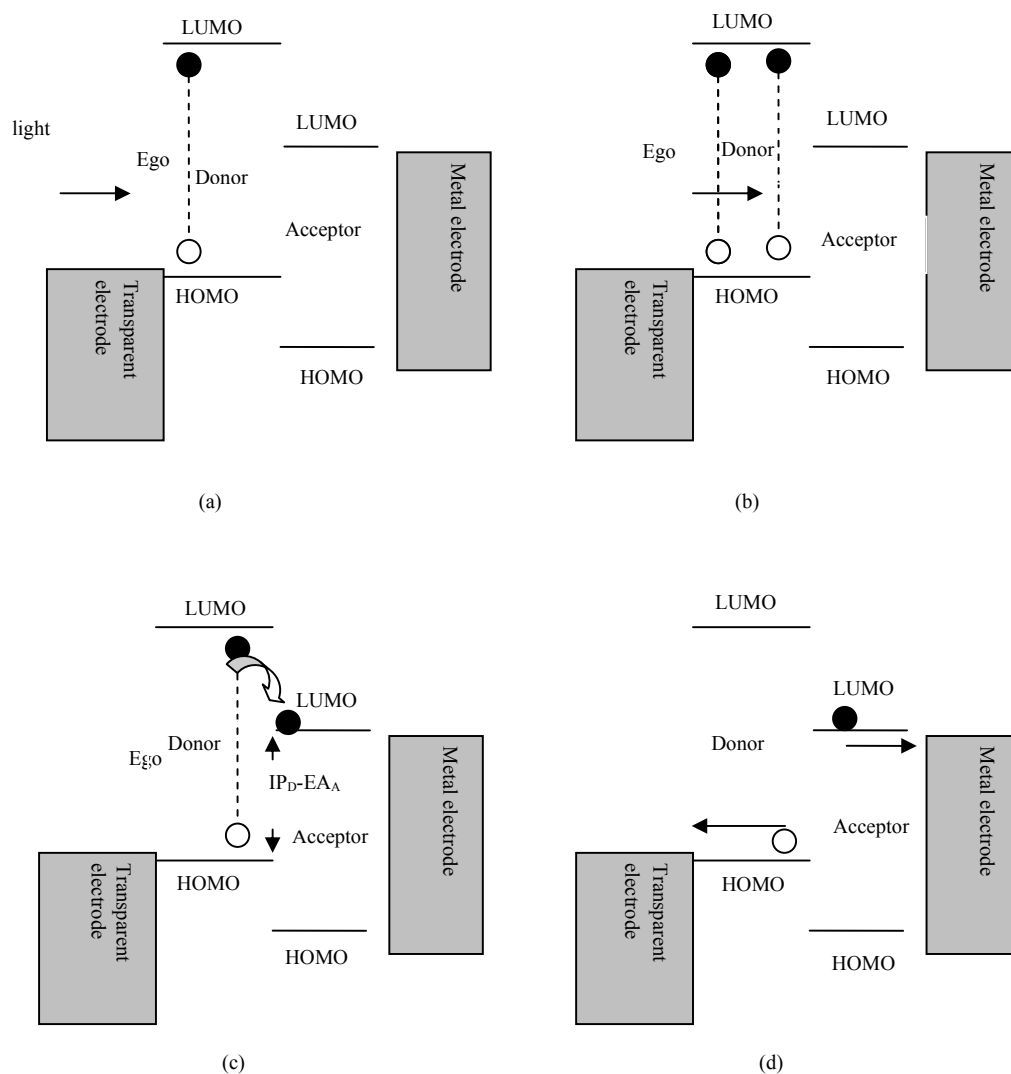 LUMO
light
LUMO
Ego
Donor
Acceptor
HOMO
HOMO
Transparent
electrode
Metal electrode
(a)
LUMO
LUMO
Ego
Donor
Acceptor
HOMO
HOMO
Transparent
electrode
Metal electrode
(b)
LUMO
LUMO
Donor
Ego
IPD-EAA
Acceptor
HOMO
HOMO
Transparent
electrode
Metal electrode
(c)
LUMO
LUMO
Donor
Acceptor
HOMO
HOMO
Transparent
electrode
Metal electrode
(d)